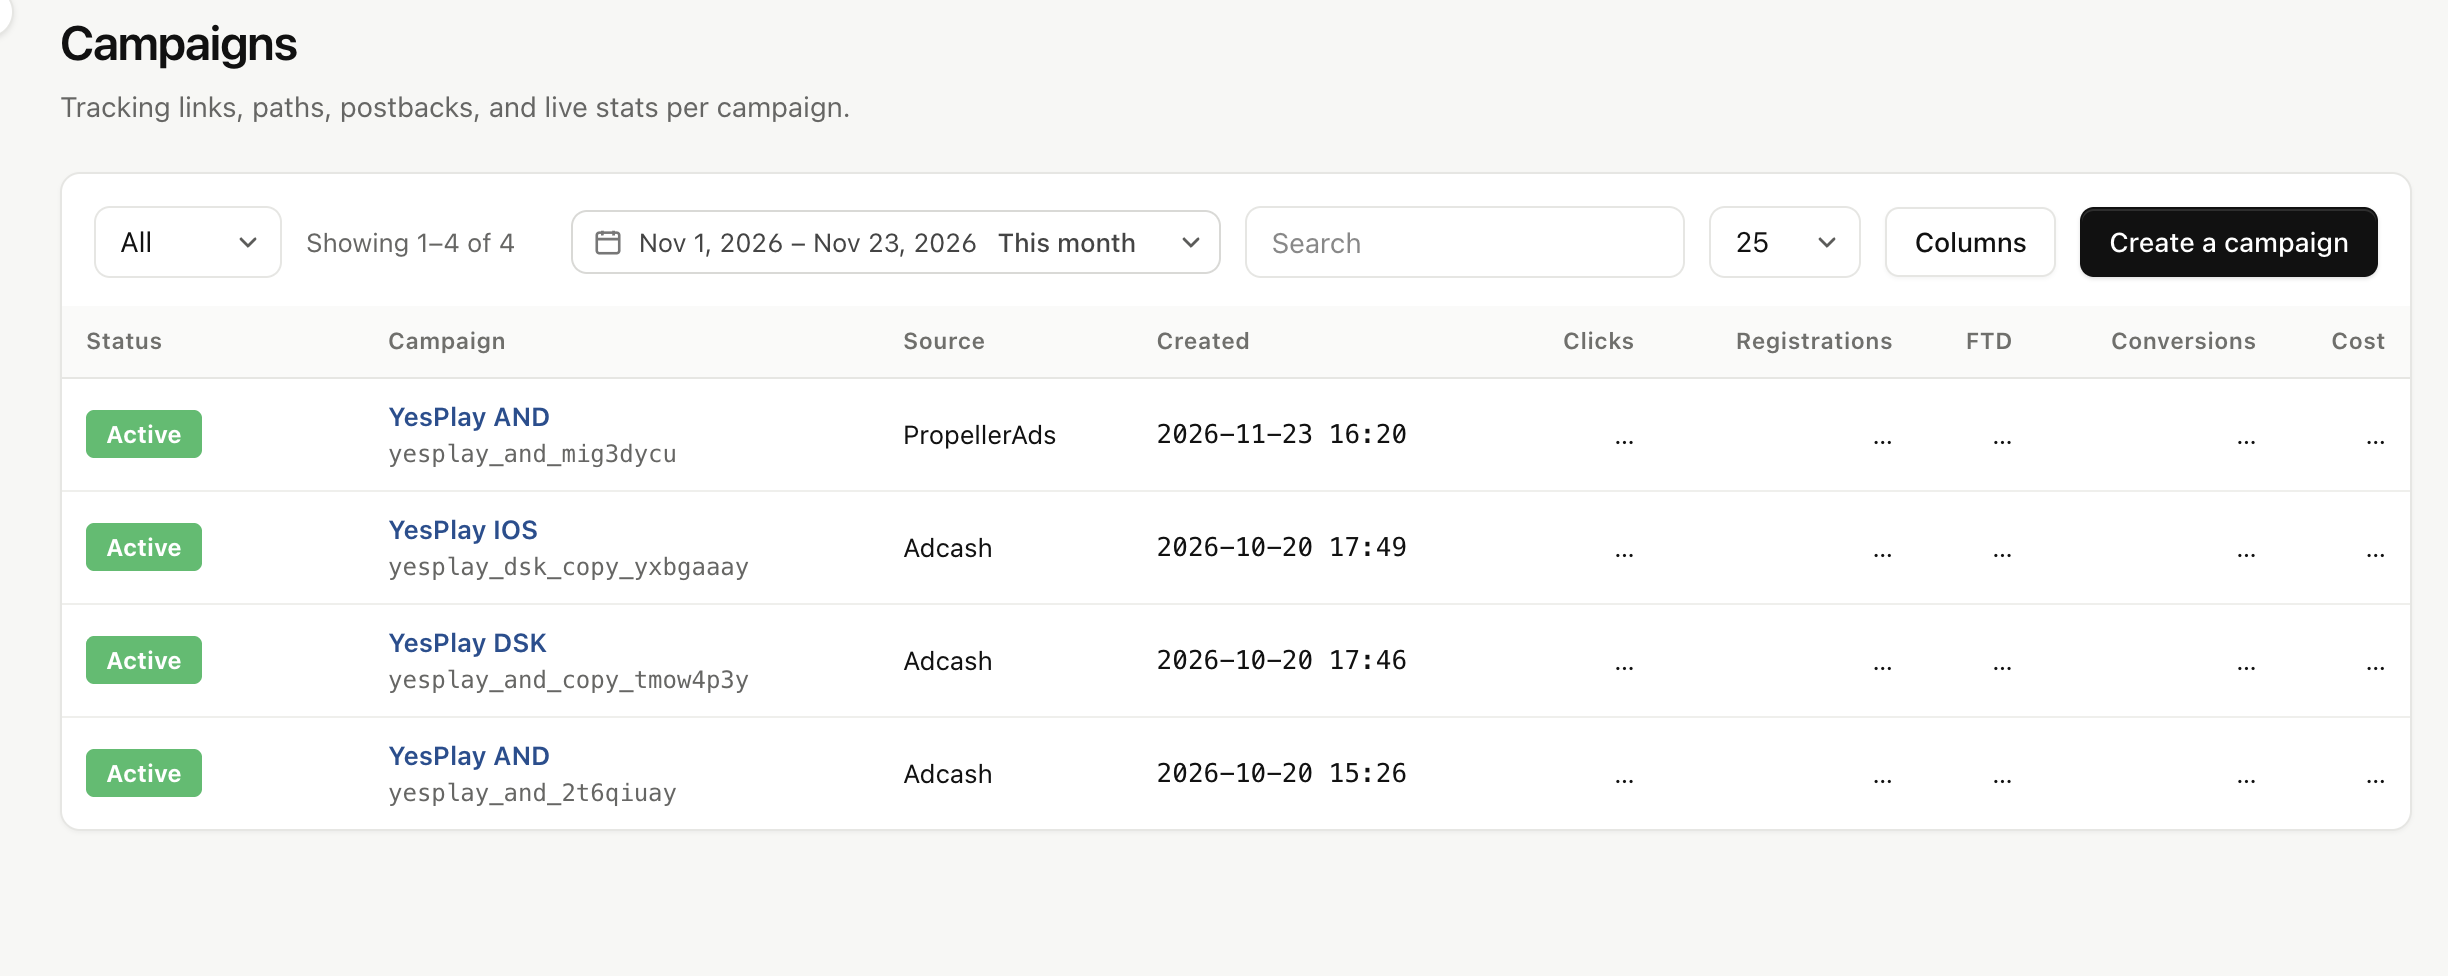 Campaigns
Tracking links, paths, postbacks, and live stats per campaign.
All Showing 1–4 of 4 Nov 1, 2026 – Nov 23, 2026 This month Search 25 Columns Create a campaign
Status Campaign Source Created Clicks Registrations FTD Conversions Cost
Active YesPlay AND PropellerAds 2026-11-23 16:20 ... ... ... ... ...
yesplay_and_mig3dycu
Active YesPlay IOS Adcash 2026-10-20 17:49 ... ... ... ... ...
yesplay_dsk_copy_yxbgaaay
Active YesPlay DSK Adcash 2026-10-20 17:46 ... ... ... ... ...
yesplay_and_copy_tmow4p3y
Active YesPlay AND Adcash 2026-10-20 15:26 ... ... ... ... ...
yesplay_and_2t6qiuay